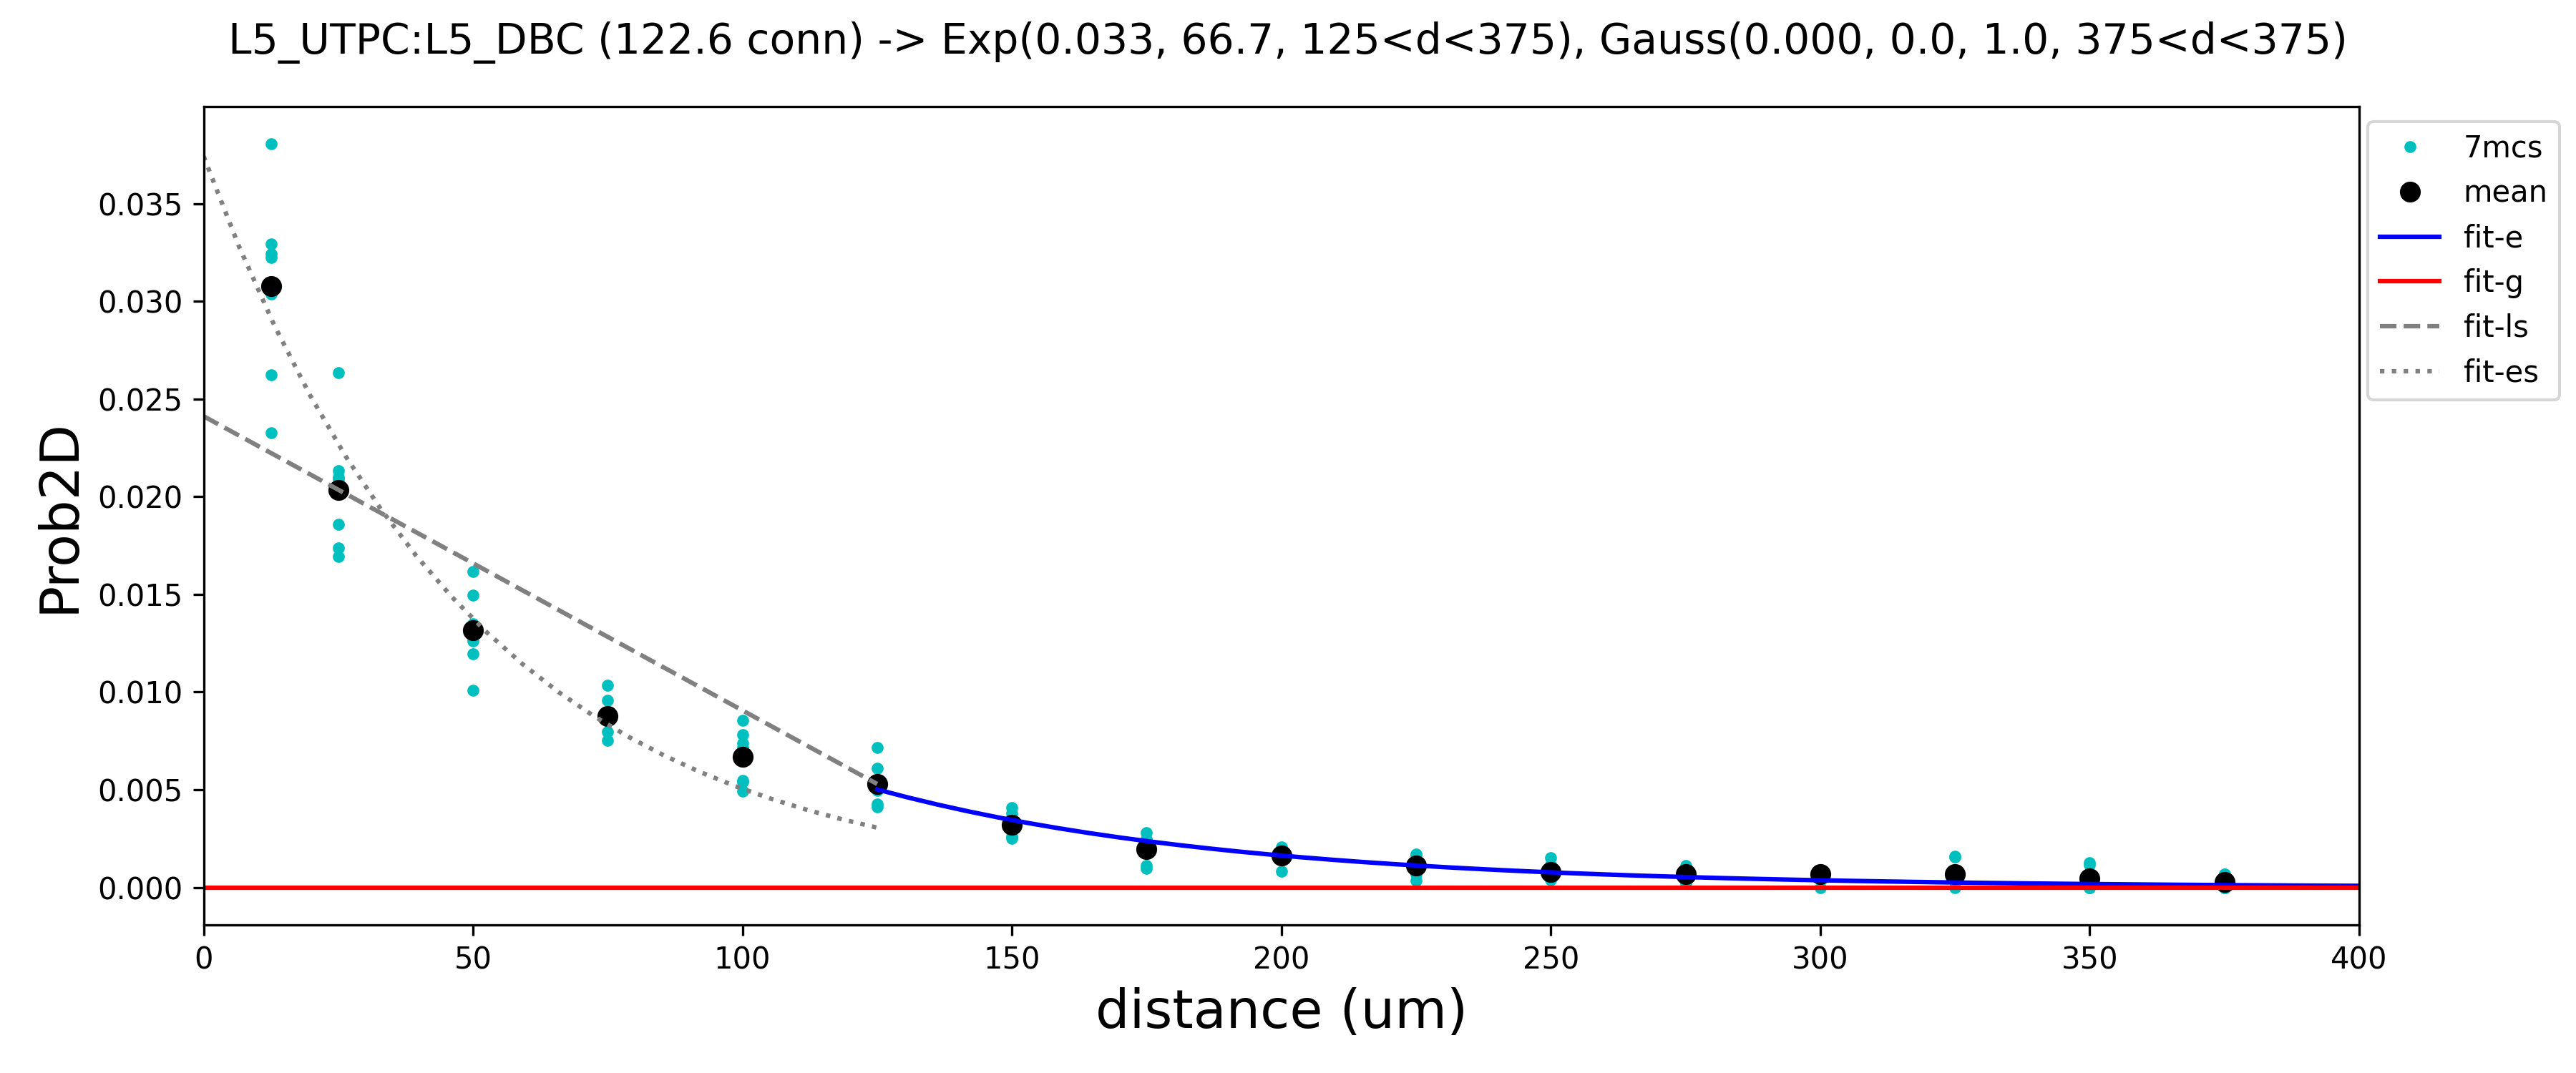 L5_UTPC:L5_DBC (122.6 conn) -> Exp(0.033, 66.7, 125<d<375), Gauss(0.000, 0.0, 1.0, 375<d<375)
7mcs
mean
fit-e
fit-g
fit-ls
fit-es
Prob2D
0.035
0.030
0.025
0.020
0.015
0.010
0.005
0.000
0 50 100 150 200 250 300 350 400
distance (um)